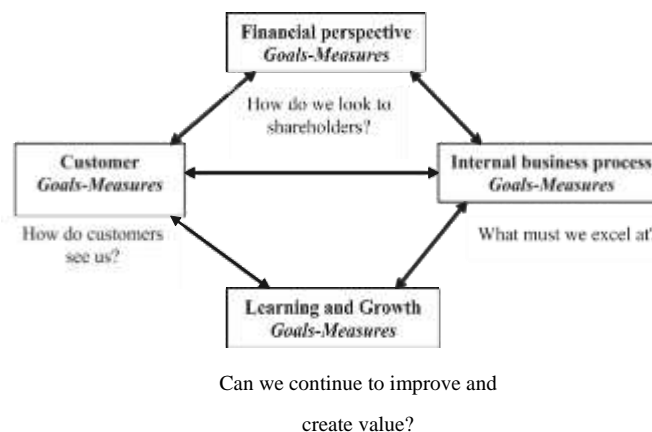 Financial perspective
Goals-Measures
How do we look to
shareholders?
Customer
Goals-Measures
Internal business process
Goals-Measures
How do customers
see us?
What must we excel at?
Learning and Growth
Goals-Measures
Can we continue to improve and
create value?